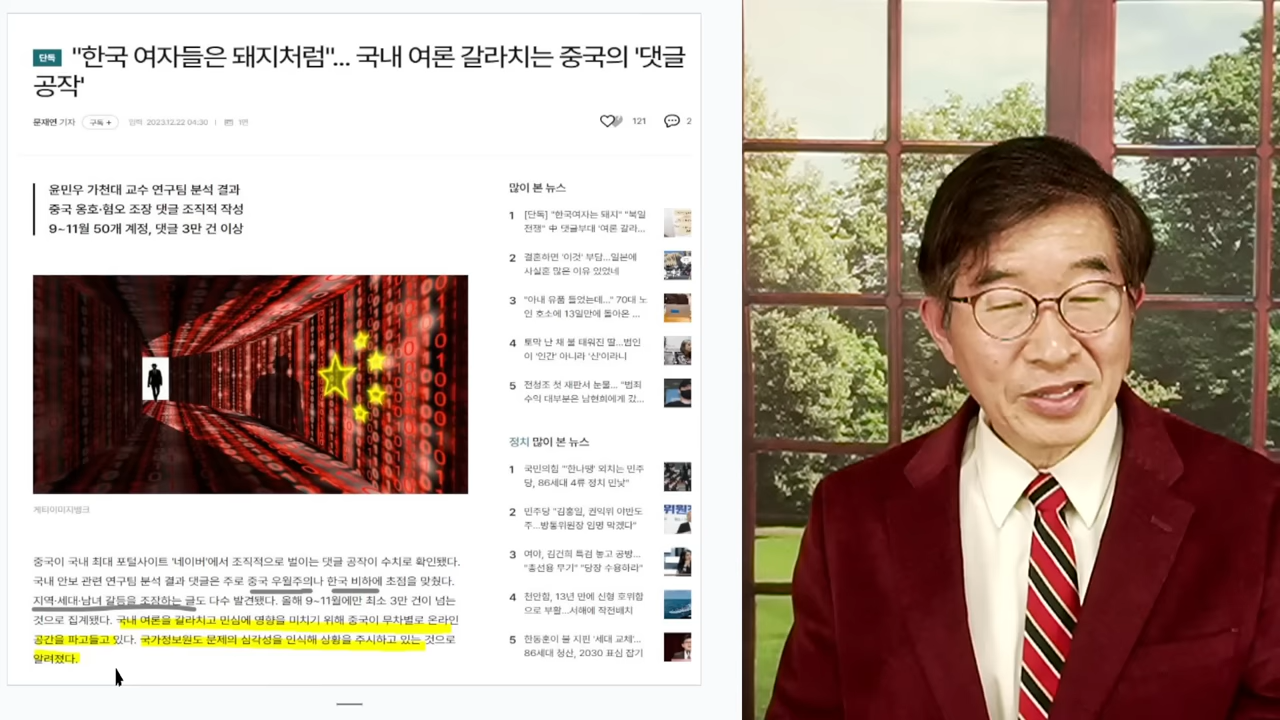 단독 "한국 여자들은 돼지처럼"... 국내 여론 갈라치는 중국의 '댓글
공작'
문재연 기자 구독 + 입력 2023.12.22 04:30 1면
121 2
윤민우 가천대 교수 연구팀 분석 결과
중국 옹호·혐오 조장 댓글 조직적 작성
9~11월 50개 계정, 댓글 3만 건 이상
게티이미지뱅크
중국이 국내 최대 포털사이트 '네이버'에서 조직적으로 벌이는 댓글 공작이 수치로 확인됐다.
국내 안보 관련 연구팀 분석 결과 댓글은 주로 중국 우월주의나 한국 비하에 초점을 맞췄다.
지역·세대·남녀 갈등을 조장하는 글도 다수 발견됐다. 올해 9~11월에만 최소 3만 건이 넘는
것으로 집계됐다. 국내 여론을 갈라치고 민심에 영향을 미치기 위해 중국이 무차별로 온라인
공간을 파고들고 있다. 국가정보원도 문제의 심각성을 인식해 상황을 주시하고 있는 것으로
알려졌다.
많이 본 뉴스
1 [단독] "한국여자는 돼지" "북일
전쟁" 中 댓글부대 '여론 갈라...
2 결혼하면 '이것' 부담...일본에
사실혼 많은 이유 있었네
3 "아내 유품 들었는데..." 70대 노
인 호소에 13일만에 돌아온 ...
4 토막 난 채 불 태워진 딸...범인
이 '인간' 아니라 '신'이라니
5 전청조 첫 재판서 눈물... "범죄
수익 대부분은 남현희에게 갔...
정치 많이 본 뉴스
1 국민의힘 "'한나땡' 외치는 민주
당, 86세대 4류 정치 민낯"
2 민주당 "김홍일, 권익위 야반도
주...방통위원장 임명 막겠다"
3 여야, 김건희 특검 놓고 공방...
"총선용 무기" "당장 수용하라"
4 천안함, 13년 만에 신형 호위함
으로 부활...서해에 작전배치
5 한동훈이 불 지핀 '세대 교체'...
86세대 청산, 2030 표심 잡기